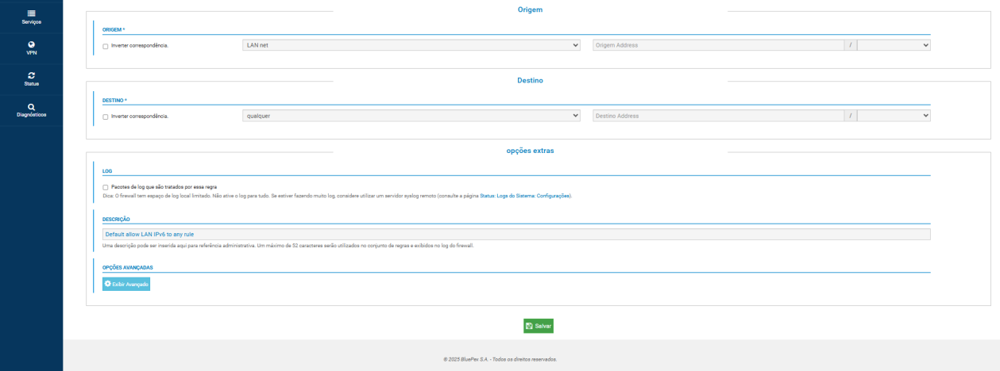 Serviços
VPN
Status
Diagnósticos
Origem
ORIGEM *
Inverter correspondência.
LAN net
Origem Address
/
Destino
DESTINO *
Inverter correspondência.
qualquer
Destino Address
/
opções extras
LOG
Pacotes de log que são tratados por essa regra
Dica: O firewall tem espaço de log local limitado. Não ative o log para tudo. Se estiver fazendo muito log, considere utilizar um servidor syslog remoto (consulte a página Status: Logs do Sistema: Configurações).
DESCRIÇÃO
Default allow LAN IPv6 to any rule
Uma descrição pode ser inserida aqui para referência administrativa. Um máximo de 52 caracteres serão utilizados no conjunto de regras e exibidos no log do firewall.
OPÇÕES AVANÇADAS
Exibir Avançado
Salvar
© 2025 BluePex S.A. - Todos os direitos reservados.